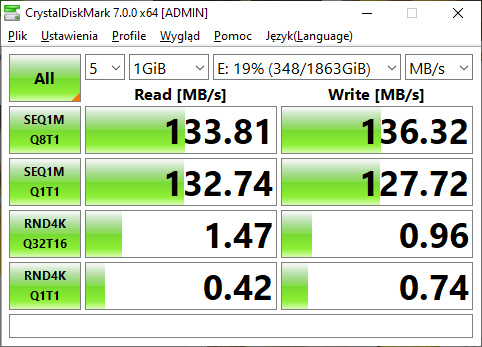 CrystalDiskMark 7.0.0 x64 [ADMIN]
Plik Ustawienia Profile Wygląd Pomoc Język(Language)
All 5 1GiB E: 19% (348/1863GiB) MB/s
Read [MB/s] Write [MB/s]
SEQ1M
Q8T1 133.81 136.32
SEQ1M
Q1T1 132.74 127.72
RND4K
Q32T16 1.47 0.96
RND4K
Q1T1 0.42 0.74